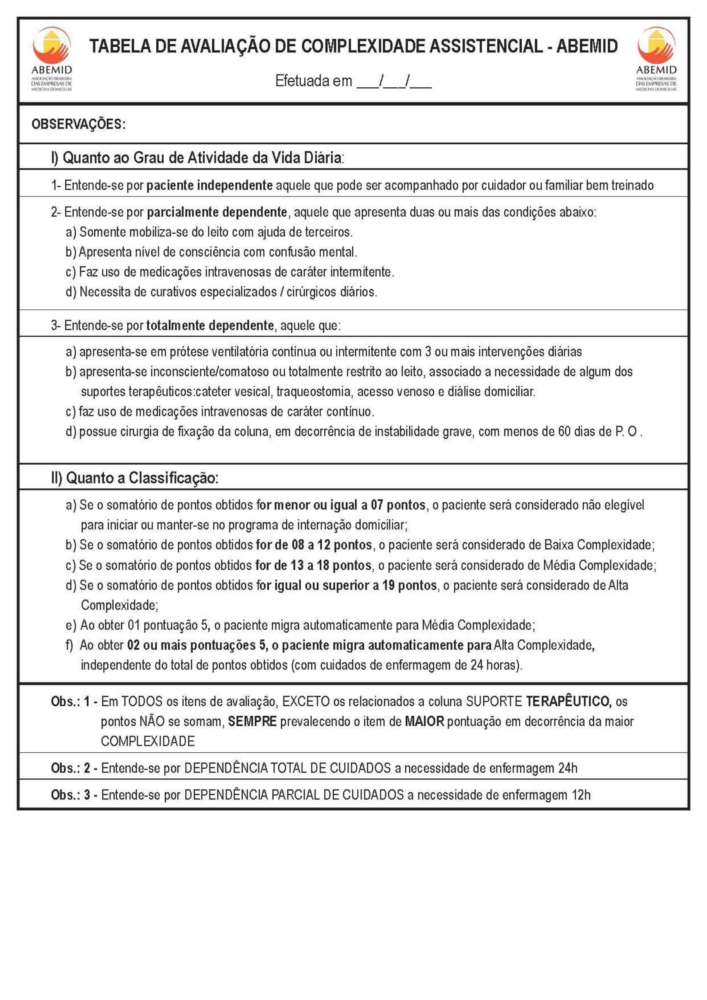 TABELA DE AVALIAÇÃO DE COMPLEXIDADE ASSISTENCIAL - ABEMID
ABEMID
ASSOCIAÇÃO BRASILEIRA
DAS EMPRESAS DE
MEDICINA DOMICILIAR
Efetuada em ___/___/___
ABEMID
ASSOCIAÇÃO BRASILEIRA
DAS EMPRESAS DE
MEDICINA DOMICILIAR
OBSERVAÇÕES:
I) Quanto ao Grau de Atividade da Vida Diária:
1- Entende-se por paciente independente aquele que pode ser acompanhado por cuidador ou familiar bem treinado
2- Entende-se por parcialmente dependente, aquele que apresenta duas ou mais das condições abaixo:
a) Somente mobiliza-se do leito com ajuda de terceiros.
b) Apresenta nível de consciência com confusão mental.
c) Faz uso de medicações intravenosas de caráter intermitente.
d) Necessita de curativos especializados / cirúrgicos diários.
3- Entende-se por totalmente dependente, aquele que:
a) apresenta-se em prótese ventilatória contínua ou intermitente com 3 ou mais intervenções diárias
b) apresenta-se inconsciente/comatoso ou totalmente restrito ao leito, associado a necessidade de algum dos
suportes terapêuticos:cateter vesical, traqueostomia, acesso venoso e diálise domiciliar.
c) faz uso de medicações intravenosas de caráter contínuo.
d) possue cirurgia de fixação da coluna, em decorrência de instabilidade grave, com menos de 60 dias de P. O .
II) Quanto a Classificação:
a) Se o somatório de pontos obtidos for menor ou igual a 07 pontos, o paciente será considerado não elegível
para iniciar ou manter-se no programa de internação domiciliar;
b) Se o somatório de pontos obtidos for de 08 a 12 pontos, o paciente será considerado de Baixa Complexidade;
c) Se o somatório de pontos obtidos for de 13 a 18 pontos, o paciente será considerado de Média Complexidade;
d) Se o somatório de pontos obtidos for igual ou superior a 19 pontos, o paciente será considerado de Alta
Complexidade;
e) Ao obter 01 pontuação 5, o paciente migra automaticamente para Média Complexidade;
f) Ao obter 02 ou mais pontuações 5, o paciente migra automaticamente para Alta Complexidade,
independente do total de pontos obtidos (com cuidados de enfermagem de 24 horas).
Obs.: 1 - Em TODOS os itens de avaliação, EXCETO os relacionados a coluna SUPORTE TERAPÊUTICO, os
pontos NÃO se somam, SEMPRE prevalecendo o item de MAIOR pontuação em decorrência da maior
COMPLEXIDADE
Obs.: 2 - Entende-se por DEPENDÊNCIA TOTAL DE CUIDADOS a necessidade de enfermagem 24h
Obs.: 3 - Entende-se por DEPENDÊNCIA PARCIAL DE CUIDADOS a necessidade de enfermagem 12h